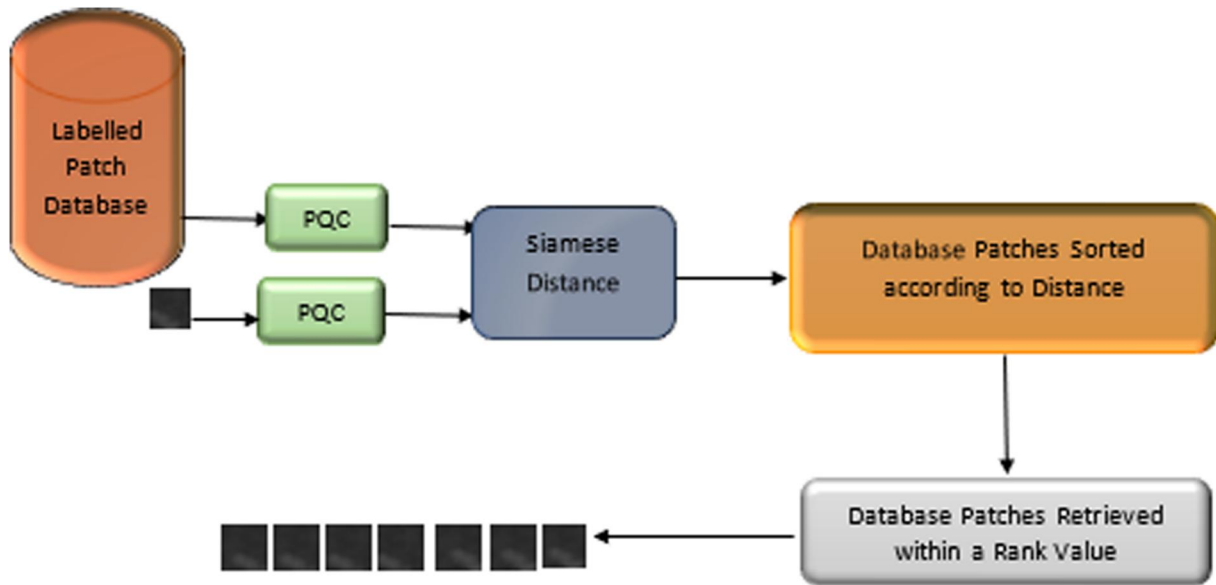 Labelled
Patch
Database
PQC
PQC
Siamese
Distance
Database Patches Sorted
according to Distance
Database Patches Retrieved
within a Rank Value